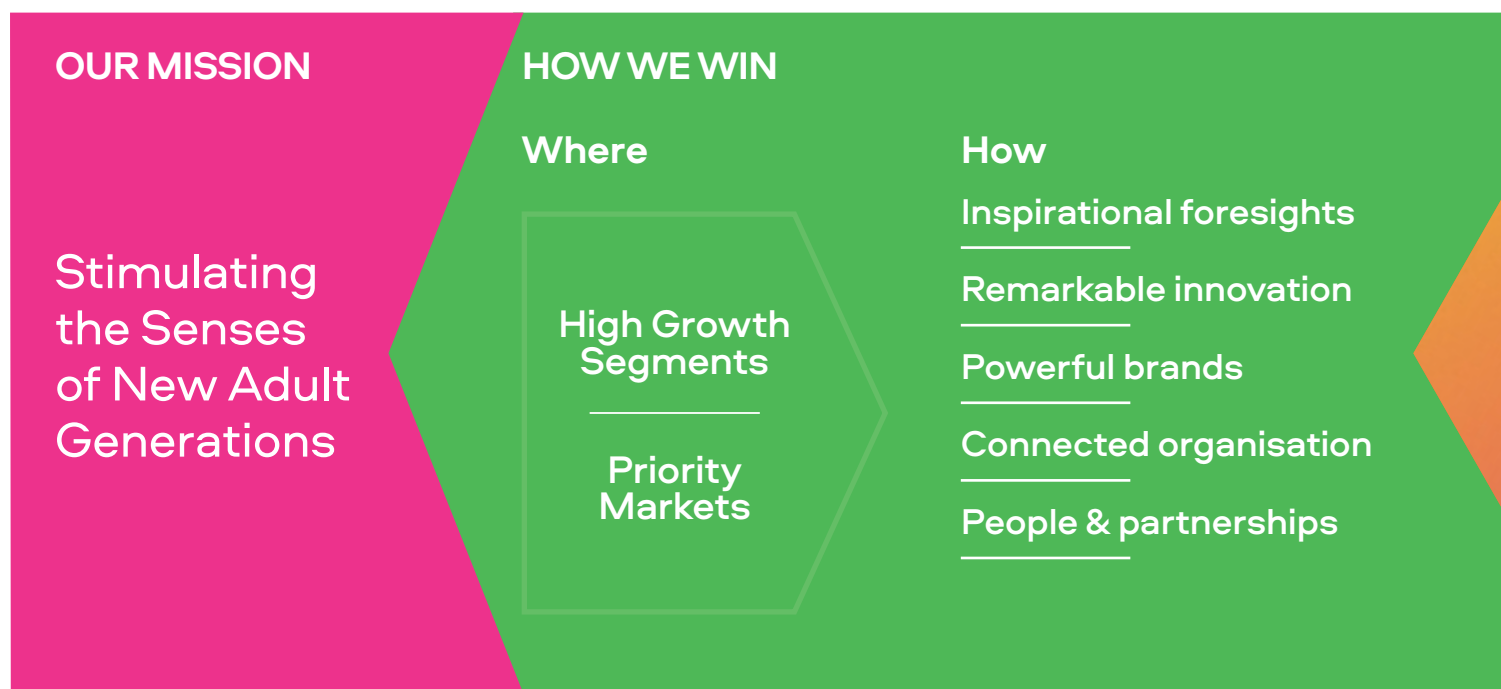 OUR MISSION
Stimulating
the Senses
of New Adult
Generations
HOW WE WIN
Where
High Growth
Segments
Priority
Markets
How
Inspirational foresights
Remarkable innovation
Powerful brands
Connected organisation
People & partnerships